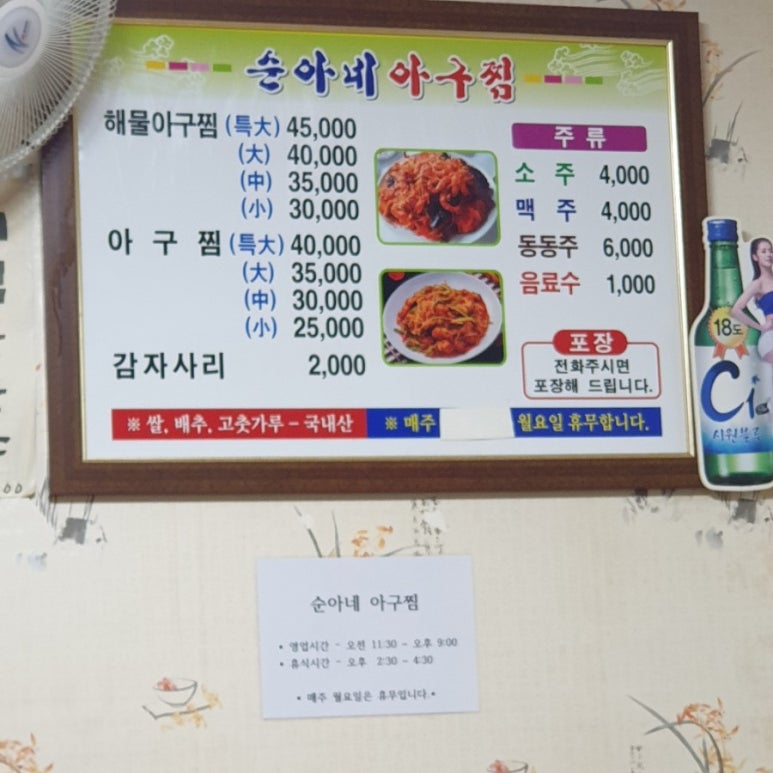 순아네 아구찜
해물아구찜 (특大) 45,000
(大) 40,000
(中) 35,000
(小) 30,000
아 구 찜 (특大) 40,000
(大) 35,000
(中) 30,000
(小) 25,000
감자사리 2,000
주 류
소 주 4,000
맥 주 4,000
동동주 6,000
음료수 1,000
포 장
전화주시면
포장해 드립니다.
※ 쌀, 배추, 고춧가루 - 국내산
※ 매주 월요일 휴무합니다.
18도
시원블루
순아네 아구찜
• 영업시간 - 오전 11:30 ~ 오후 9:00
• 휴식시간 - 오후 2:30 ~ 4:30
* 매주 월요일은 휴무입니다.*